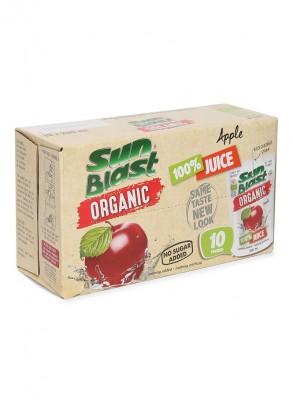 Sun
Blast
ORGANIC
Apple
100% JUICE
SAME
TASTE
NEW
LOOK
NO SUGAR
ADDED
10
Sun
Blast
ORGANIC
JUICE